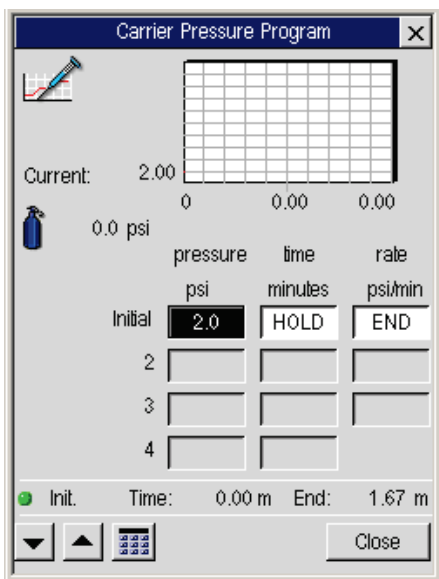 Carrier Pressure Program
2.00
Current:
0 0.00 0.00
0.0 psi
pressure time rate
psi minutes psi/min
Initial 2.0 HOLD END
2
3
4
Init. Time: 0.00 m End: 1.67 m
Close